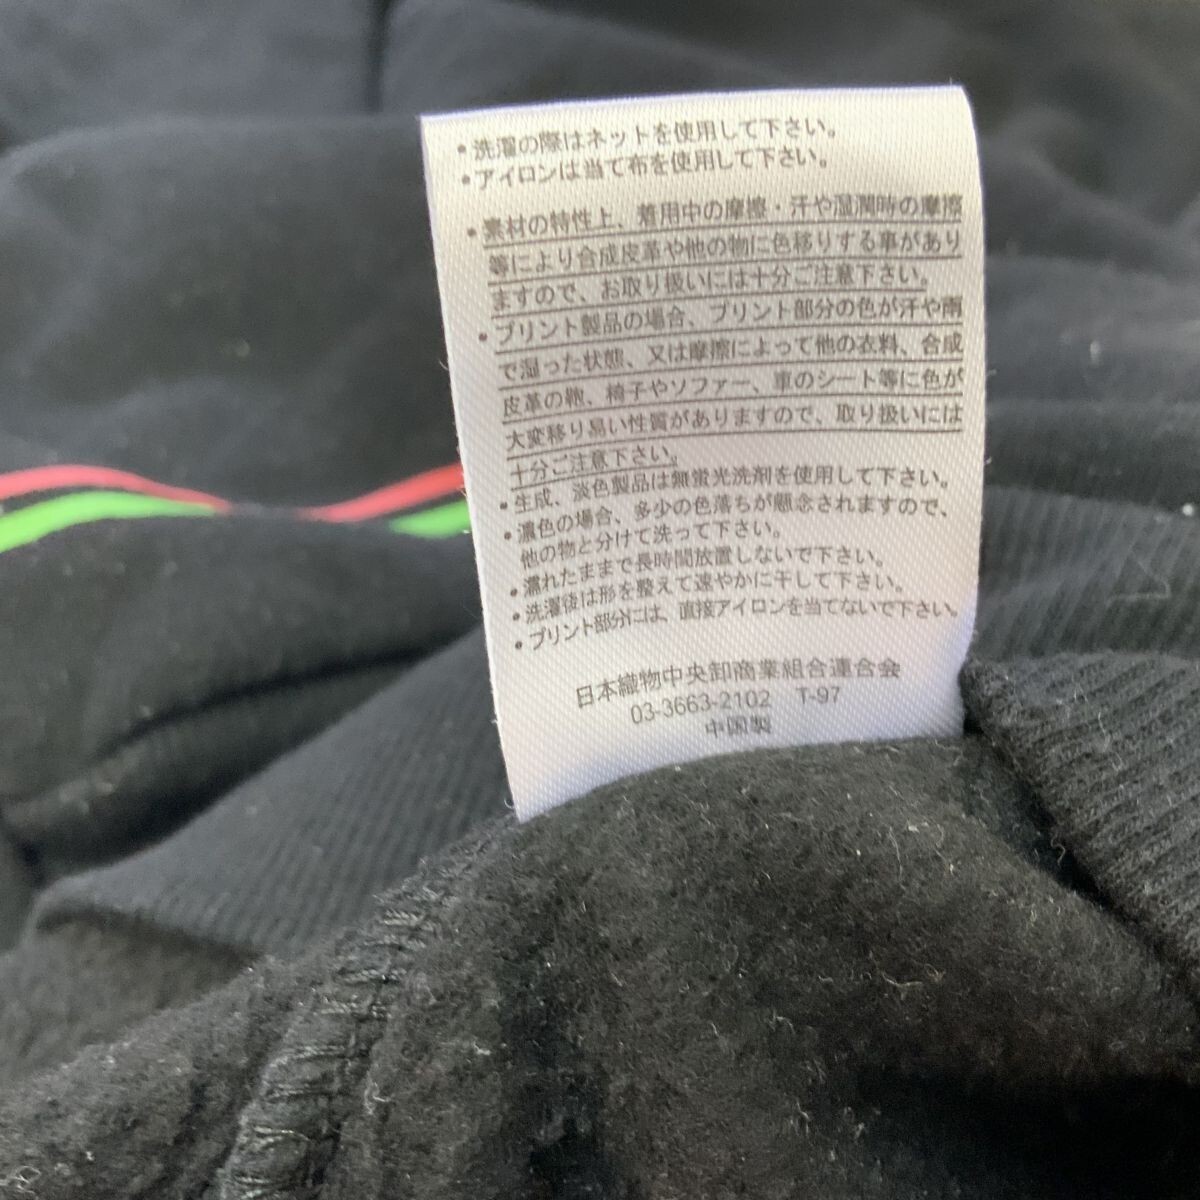 ・洗濯の際はネットを使用して下さい。
・アイロンは当て布を使用して下さい。
・素材の特性上、着用中の摩擦・汗や湿潤時の摩擦
等により合成皮革や他の物に色移りする事があり
ますので、お取り扱いには十分ご注意下さい。
・プリント製品の場合、プリント部分の色が汗や雨
で湿った状態、又は摩擦によって他の衣料、合成
皮革の鞄、椅子やソファー、車のシート等に色が
大変移り易い性質がありますので、取り扱いには
十分ご注意下さい。
・生成、淡色製品は無蛍光洗剤を使用して下さい。
・濃色の場合、多少の色落ちが懸念されますので、
他の物と分けて洗って下さい。
・濡れたままで長時間放置しないで下さい。
・洗濯後は形を整えて速やかに干して下さい。
・プリント部分には、直接アイロンを当てないで下さい。
日本織物中央卸商業組合連合会
03-3663-2102 T-97
中国製